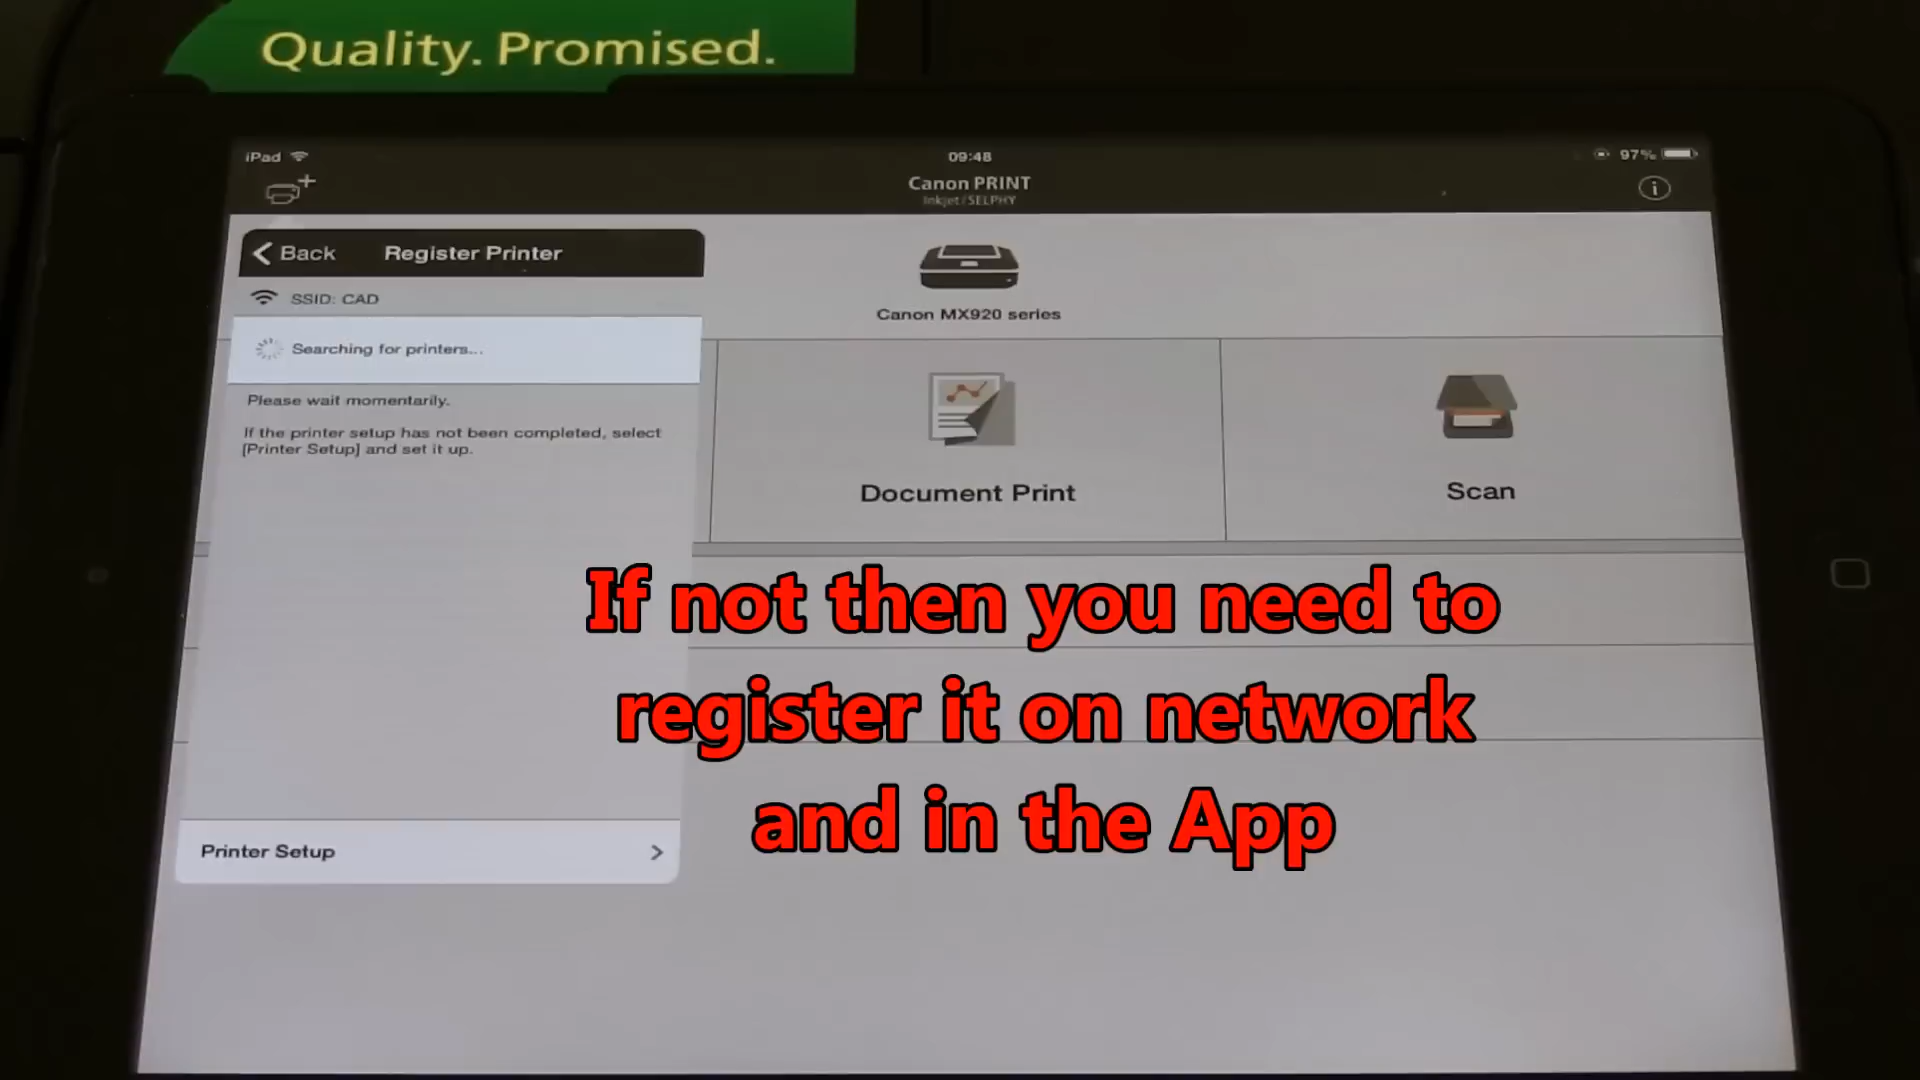 Quality. Promised.
iPad
09:48
97%
Canon PRINT
Inkjet/SELPHY
Back
Register Printer
SSID: CAD
Canon MX920 series
Searching for printers...
Please wait momentarily.
If the printer setup has not been completed, select
[Printer Setup] and set it up.
Document Print
Scan
If not then you need to
register it on network
and in the App
Printer Setup